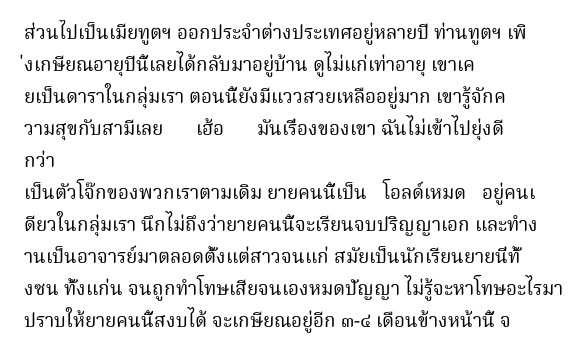 ส่วนไปเป็นเมียทูตฯ ออกประจำต่างประเทศอยู่หลายปี ท่านทูตฯ เพิ
่งเกษียณอายุปีนี้เลยได้กลับมาอยู่บ้าน ดูไม่แก่เท่าอายุ เขาเค
ยเป็นดาราในกลุ่มเรา ตอนนี้ยังมีแววสวยเหลืออยู่มาก เขารู้จักค
วามสุขกับสามีเลย เฮ้อ มันเรื่องของเขา ฉันไม่เข้าไปยุ่งดี
กว่า
เป็นตัวโจ๊กของพวกเราตามเดิม ยายคนนี้เป็น โอลด์เหมด อยู่คนเ
ดียวในกลุ่มเรา นึกไม่ถึงว่ายายคนนี้จะเรียนจบปริญญาเอก และทำง
านเป็นอาจารย์มาตลอดตั้งแต่สาวจนแก่ สมัยเป็นนักเรียนยายนี่ทั้
งซน ทั้งแก่น จนถูกทำโทษเสียจนเองหมดปัญญา ไม่รู้จะหาโทษอะไรมา
ปราบให้ยายคนนี้สงบได้ จะเกษียณอยู่อีก ๓-๔ เดือนข้างหน้านี้ จ